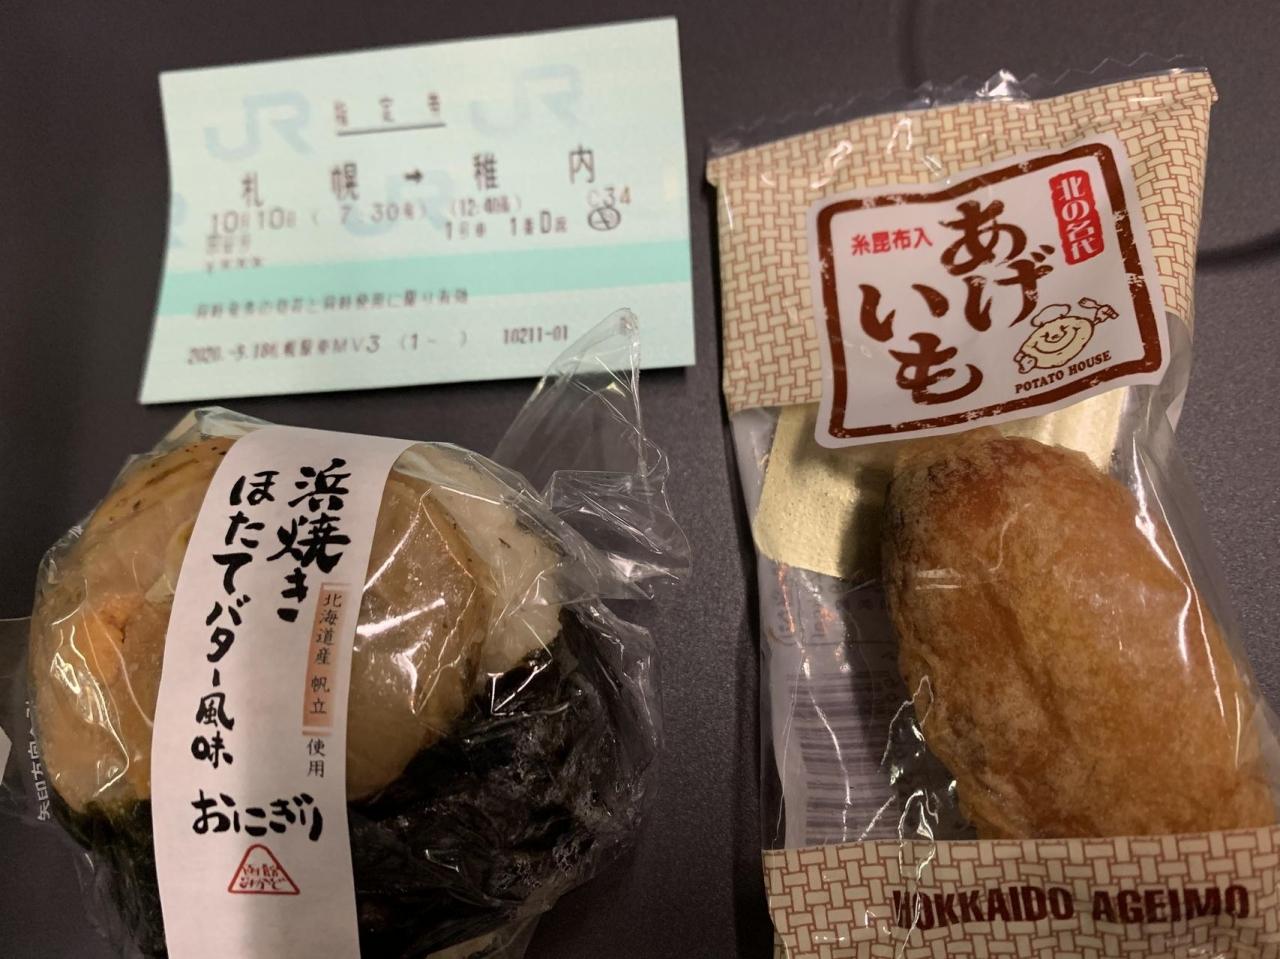 JR
JR
指定券
札幌 → 稚内
10月10日 ( 7:30発) (12:40着) C34
1号車 1番D席
JR
2020.-9.18札幌駅MV3 (1- ) 10211-01
浜焼き
ほたてバター風味
北海道産 帆立 使用
おにぎり
北の名代
糸昆布入
あげ
いも
POTATO HOUSE
HOKKAIDO AGEIMO